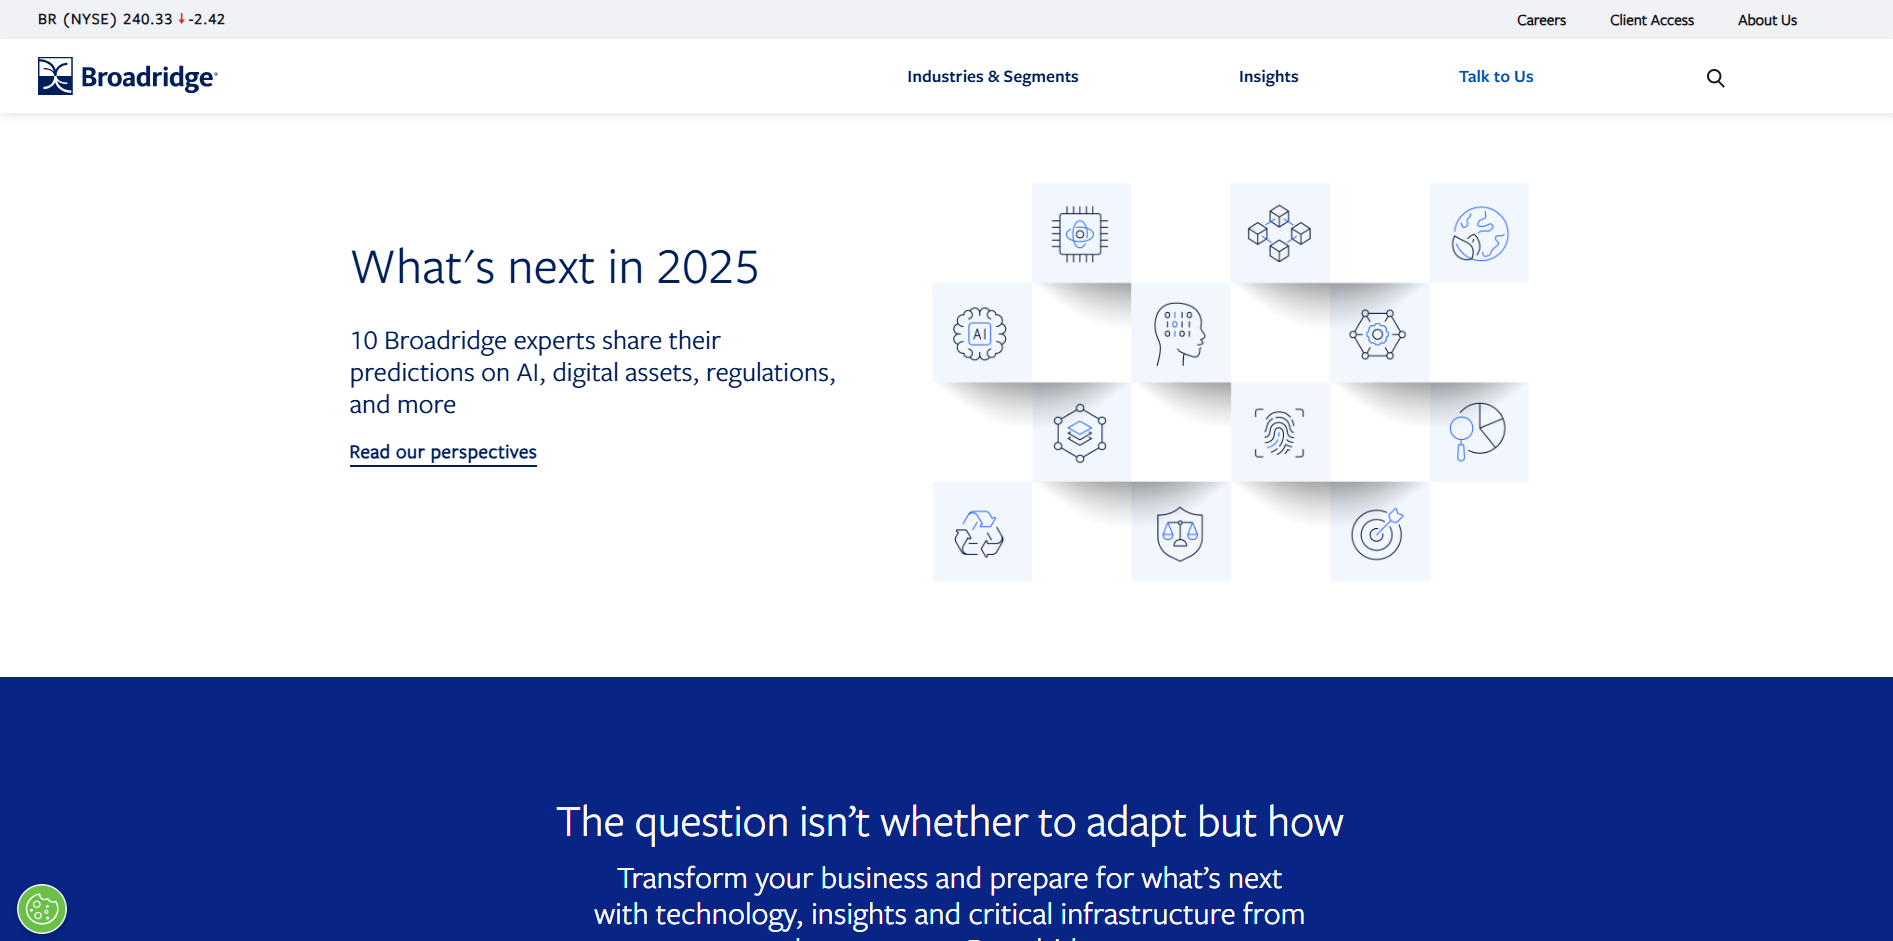 BR (NYSE) 240.33 ↓ -2.42
Careers
Client Access
About Us
Broadridge
Industries & Segments
Insights
Talk to Us
What's next in 2025
10 Broadridge experts share their
predictions on AI, digital assets, regulations,
and more
Read our perspectives
AI
0110
1011
0101
The question isn’t whether to adapt but how
Transform your business and prepare for what’s next
with technology, insights and critical infrastructure from